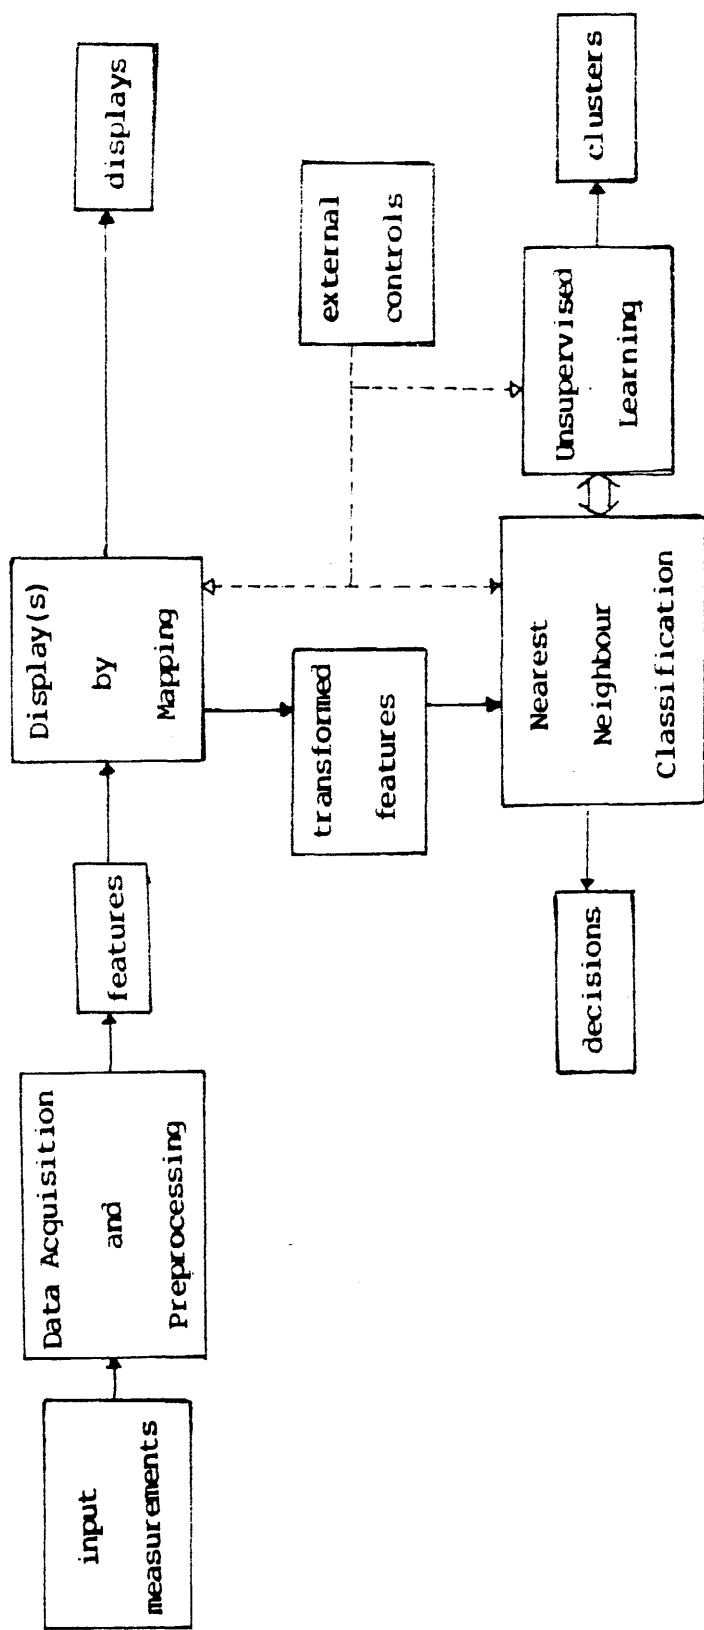 input
measurements
Data Acquisition
and
Preprocessing
features
Display(s)
by
Mapping
displays
transformed
features
external
controls
decisions
Nearest
Neighbour
Classification
Unsupervised
Learning
clusters